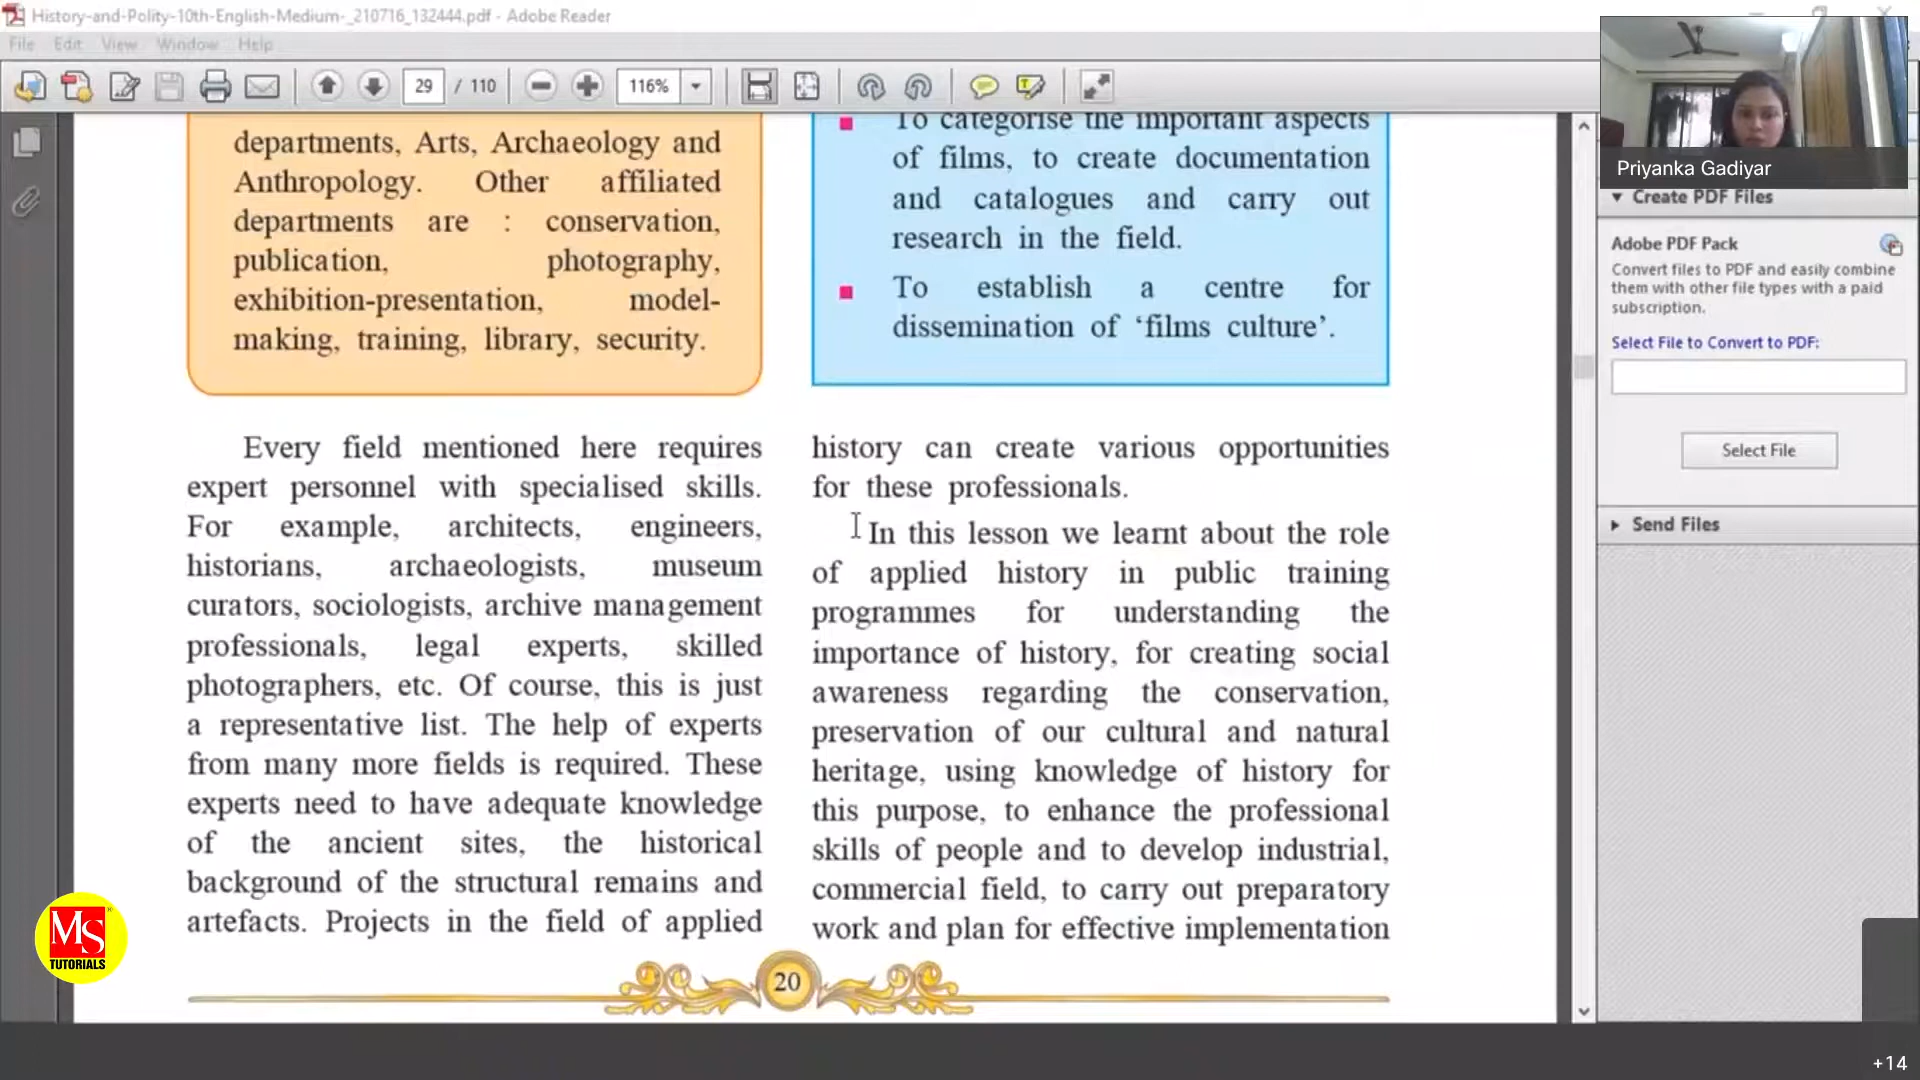 History-and-Polity-10th-English-Medium-_210716_132444.pdf - Adobe Reader
File Edit View Window Help
29 / 110
116%
departments, Arts, Archaeology and
Anthropology. Other affiliated
departments are : conservation,
publication, photography,
exhibition-presentation, model-
making, training, library, security.
To categorise the important aspects
of films, to create documentation
and catalogues and carry out
research in the field.
To establish a centre for
dissemination of ‘films culture’.
Every field mentioned here requires
expert personnel with specialised skills.
For example, architects, engineers,
historians, archaeologists, museum
curators, sociologists, archive management
professionals, legal experts, skilled
photographers, etc. Of course, this is just
a representative list. The help of experts
from many more fields is required. These
experts need to have adequate knowledge
of the ancient sites, the historical
background of the structural remains and
artefacts. Projects in the field of applied
history can create various opportunities
for these professionals.
In this lesson we learnt about the role
of applied history in public training
programmes for understanding the
importance of history, for creating social
awareness regarding the conservation,
preservation of our cultural and natural
heritage, using knowledge of history for
this purpose, to enhance the professional
skills of people and to develop industrial,
commercial field, to carry out preparatory
work and plan for effective implementation
20
Priyanka Gadiyar
Create PDF Files
Adobe PDF Pack
Convert files to PDF and easily combine
them with other file types with a paid
subscription.
Select File to Convert to PDF:
Select File
Send Files
MS
TUTORIALS
+14